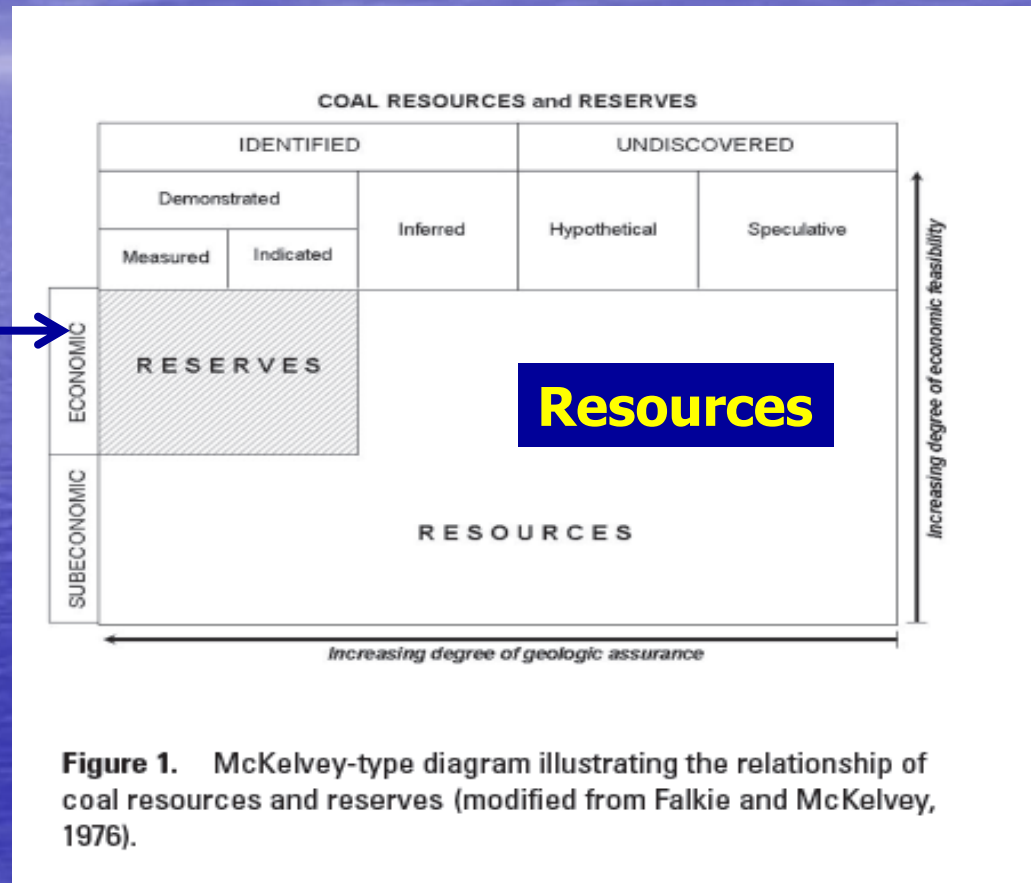 COAL RESOURCES and RESERVES
IDENTIFIED
UNDISCOVERED
Demonstrated
Inferred
Hypothetical
Speculative
Measured
Indicated
ECONOMIC
RESERVES
Resources
SUBECONOMIC
RESOURCES
Increasing degree of economic feasibility
Increasing degree of geologic assurance
Figure 1. McKelvey-type diagram illustrating the relationship of
coal resources and reserves (modified from Falkie and McKelvey,
1976).